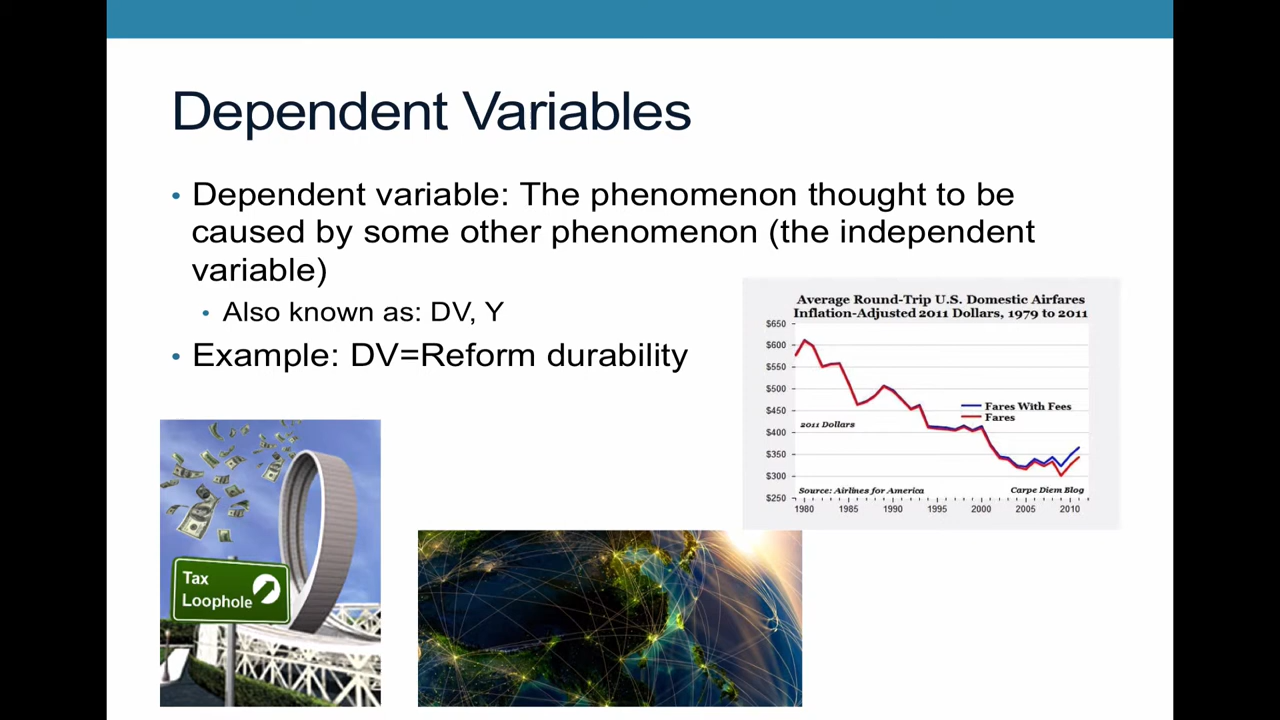 Dependent Variables
• Dependent variable: The phenomenon thought to be
caused by some other phenomenon (the independent
variable)
• Also known as: DV, Y
• Example: DV=Reform durability
Average Round-Trip U.S. Domestic Airfares
Inflation-Adjusted 2011 Dollars, 1979 to 2011
$650
$600
$550
$500
$450
$400
$350
$300
$250
Fares With Fees
Fares
2011 Dollars
Source: Airlines for America
Carpe Diem Blog
1980 1985 1990 1995 2000 2005 2010
Tax
Loophole